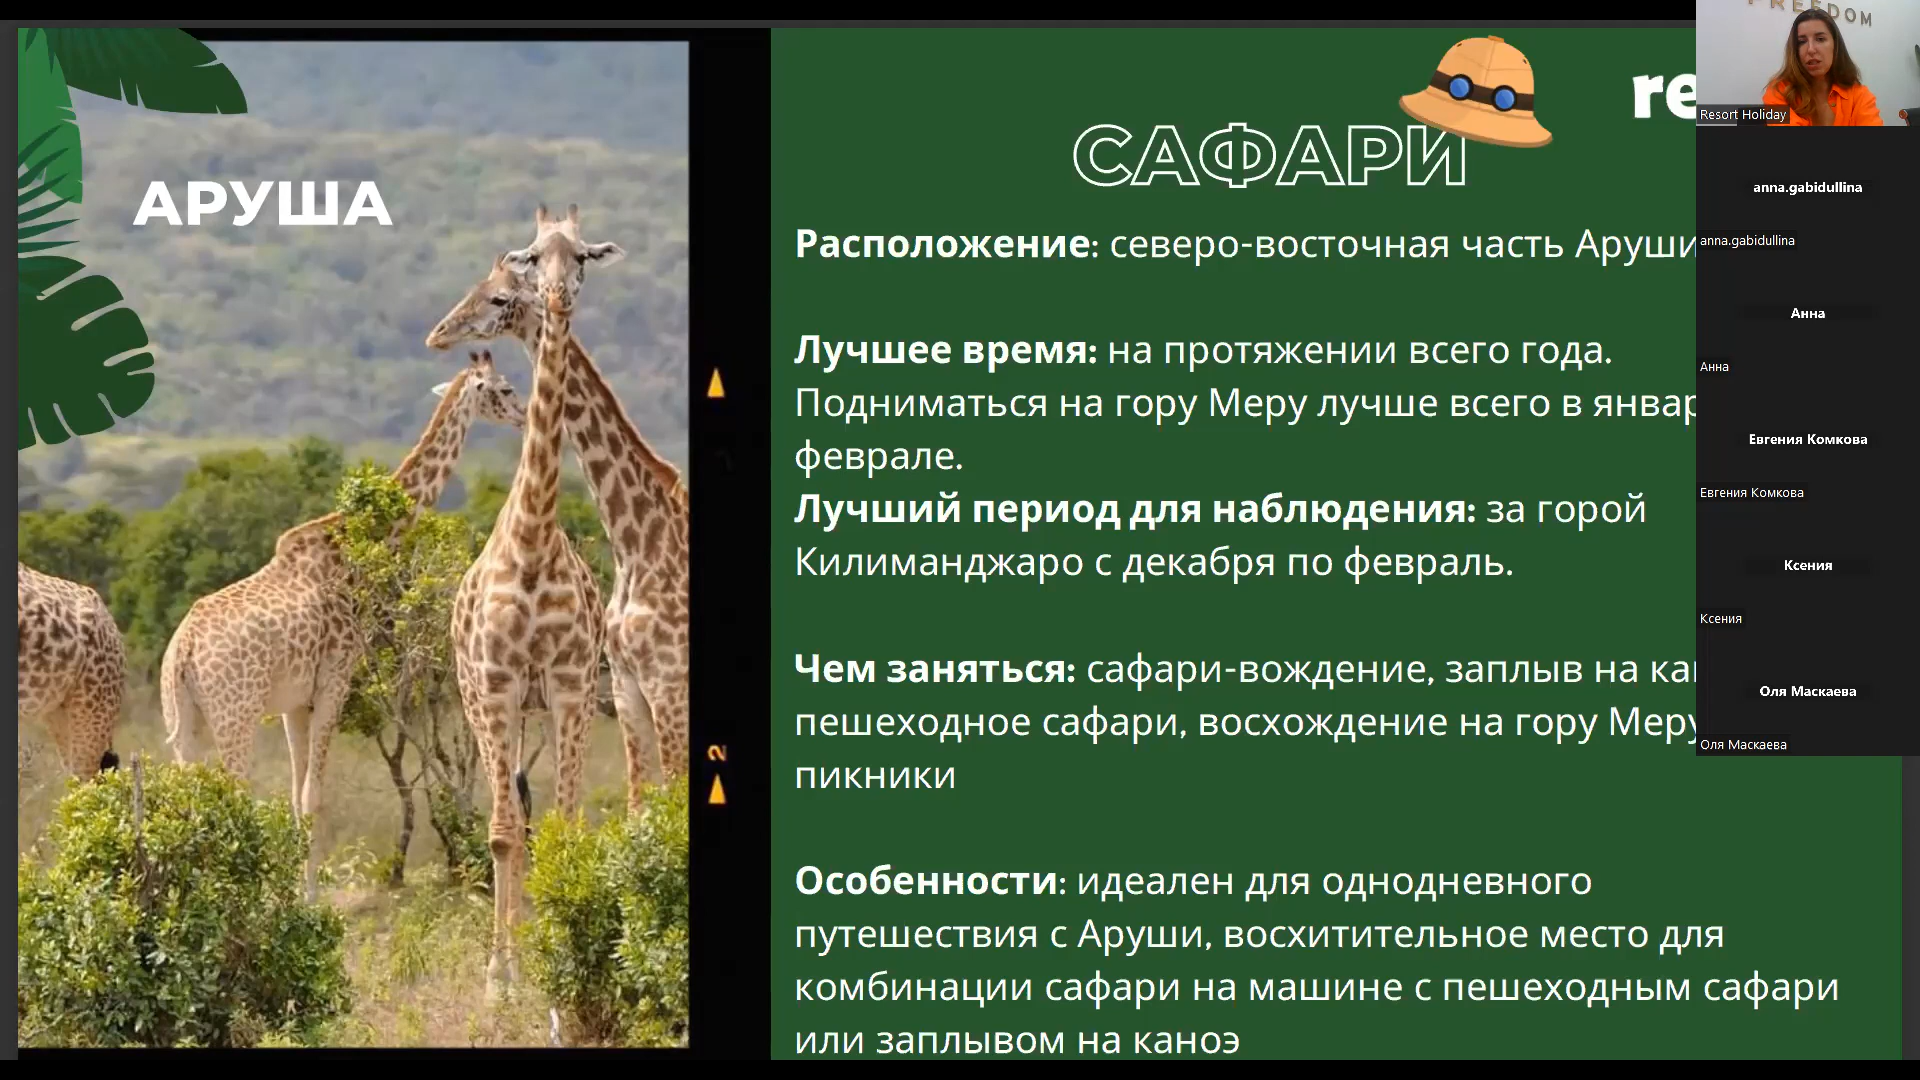 АРУША
САФАРИ
Расположение: северо-восточная часть Аруши
Лучшее время: на протяжении всего года.
Подниматься на гору Меру лучше всего в
феврале.
Лучший период для наблюдения: за горой
Килиманджаро с декабря по февраль.
Чем заняться: сафари-вождение, заплыв на
пешеходное сафари, восхождение на гору Меру
пикники
Особенности: идеален для однодневного
путешествия с Аруши, восхитительное место для
комбинации сафари на машине с пешеходным сафари
или заплывом на каноэ
2
Resort Holiday
anna.gabidullina
anna.gabidullina
Анна
Анна
Евгения Комкова
Евгения Комкова
Ксения
Ксения
Оля Маскаева
Оля Маскаева